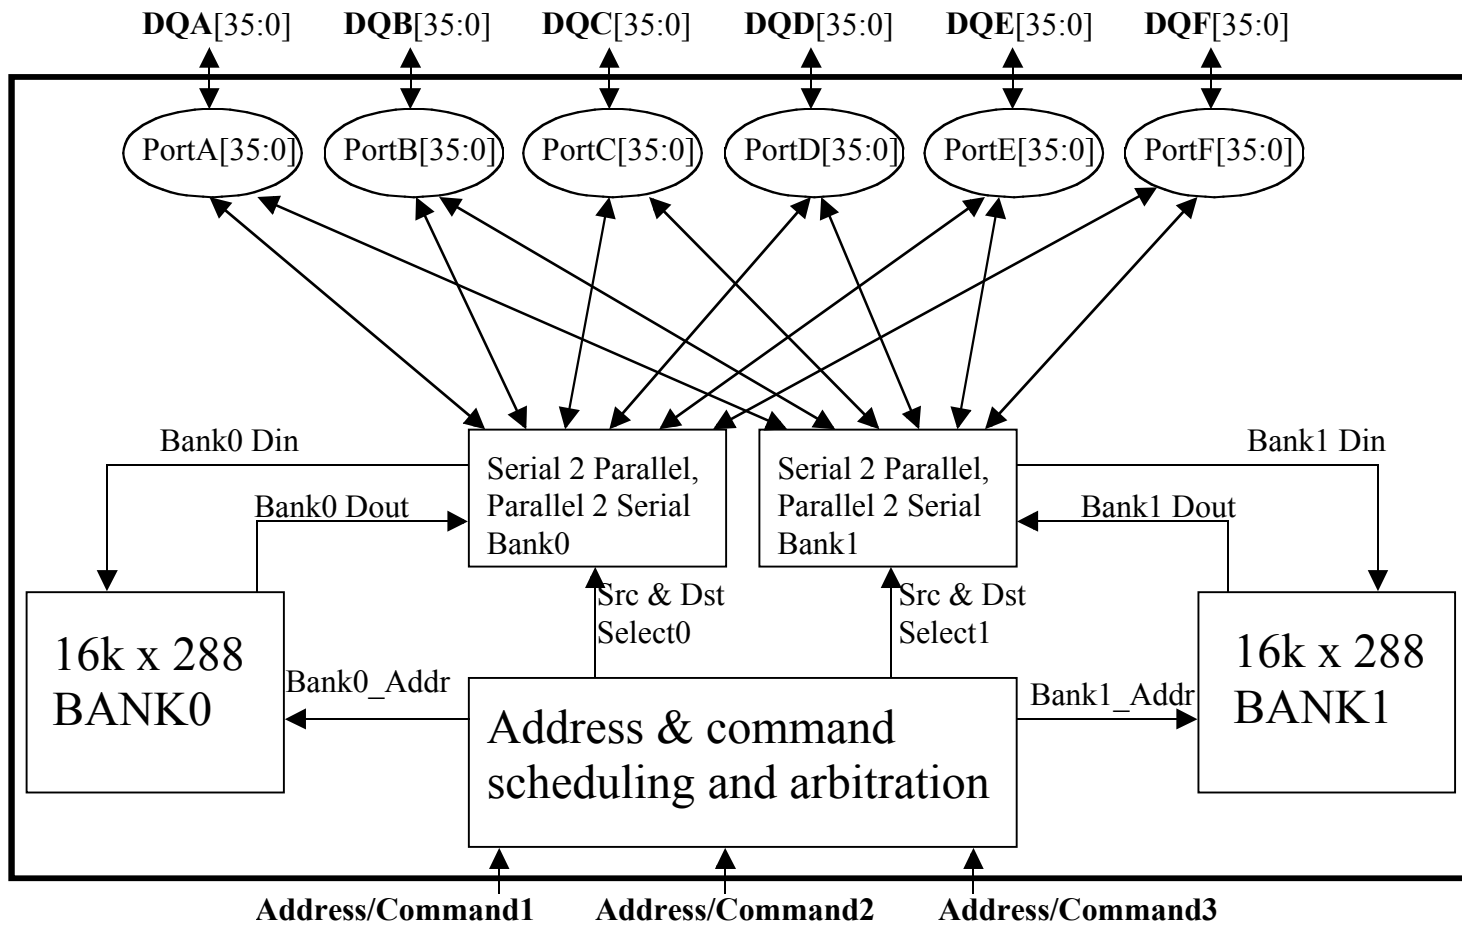 DQA[35:0] DQB[35:0] DQC[35:0] DQD[35:0] DQE[35:0] DQF[35:0]
PortA[35:0] PortB[35:0] PortC[35:0] PortD[35:0] PortE[35:0] PortF[35:0]
Bank0 Din
Bank0 Dout
Serial 2 Parallel,
Parallel 2 Serial
Bank0
Serial 2 Parallel,
Parallel 2 Serial
Bank1
Bank1 Din
Bank1 Dout
Src & Dst
Select0
Src & Dst
Select1
16k x 288
BANK0
Bank0_Addr
Address & command
scheduling and arbitration
Bank1_Addr
16k x 288
BANK1
Address/Command1 Address/Command2 Address/Command3